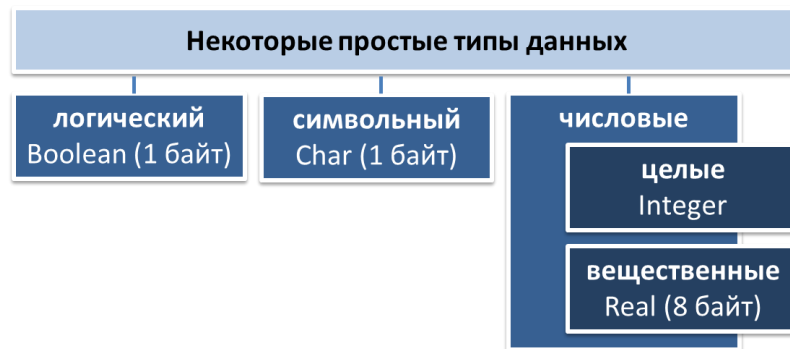 Некоторые простые типы данных
логический
Boolean (1 байт)
символьный
Char (1 байт)
числовые
целые
Integer
вещественные
Real (8 байт)